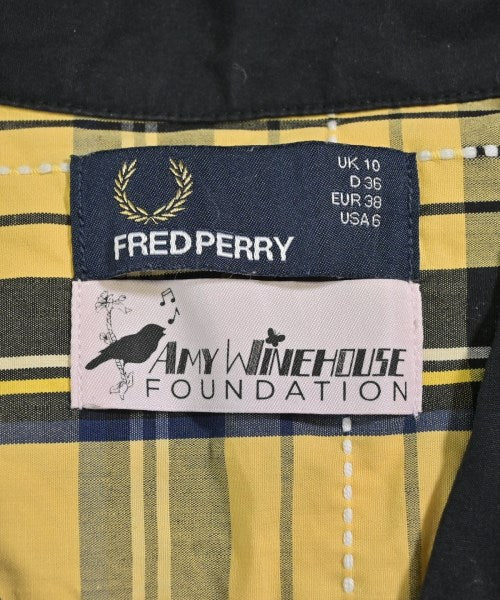 UK 10
D 36
EUR 38
USA 6
FRED PERRY
AMY WINEHOUSE
FOUNDATION